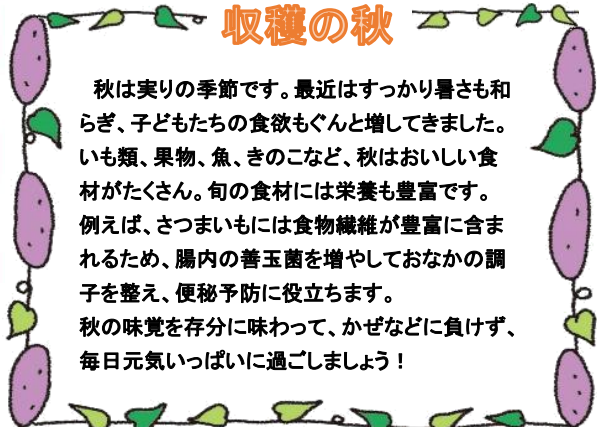 収穫の秋
秋は実りの季節です。最近はすっかり暑さも和
らぎ、子どもたちの食欲もぐんと増してきました。
いも類、果物、魚、きのこなど、秋はおいしい食
材がたくさん。旬の食材には栄養も豊富です。
例えば、さつまいもには食物繊維が豊富に含ま
れるため、腸内の善玉菌を増やしておなかの調
子を整え、便秘予防に役立ちます。
秋の味覚を存分に味わって、かぜなどに負けず、
毎日元気いっぱいに過ごしましょう！